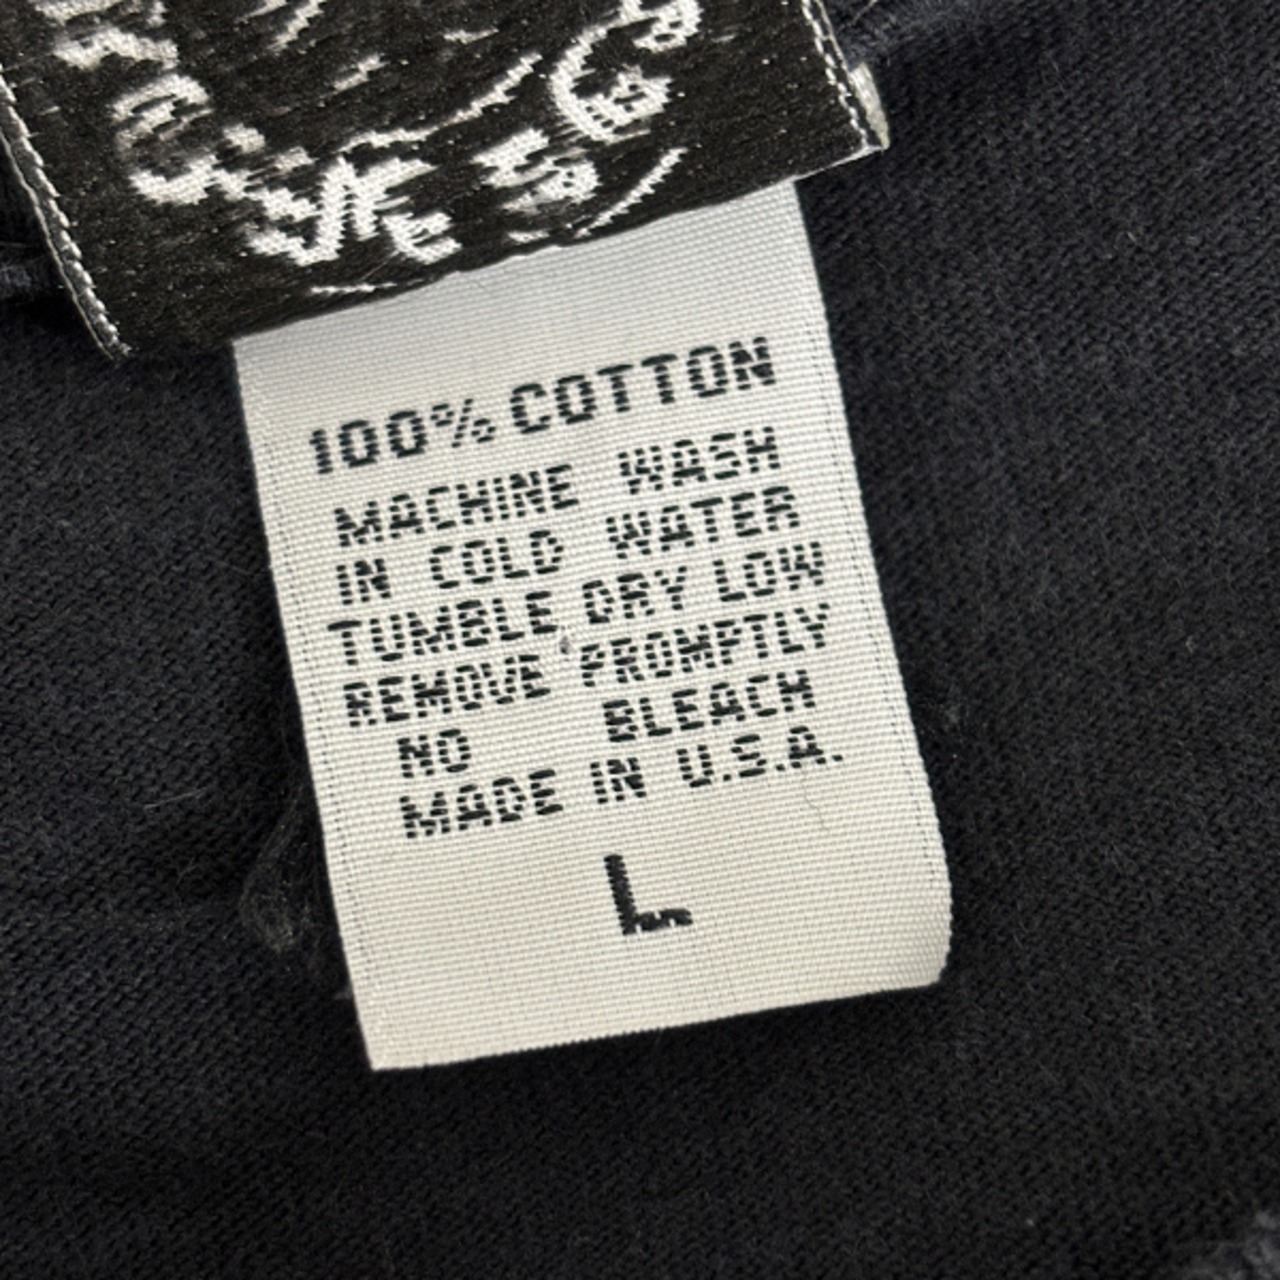 100% COTTON
MACHINE WASH
IN COLD WATER
TUMBLE DRY LOW
REMOVE PROMPTLY
NO BLEACH
MADE IN U.S.A.
L